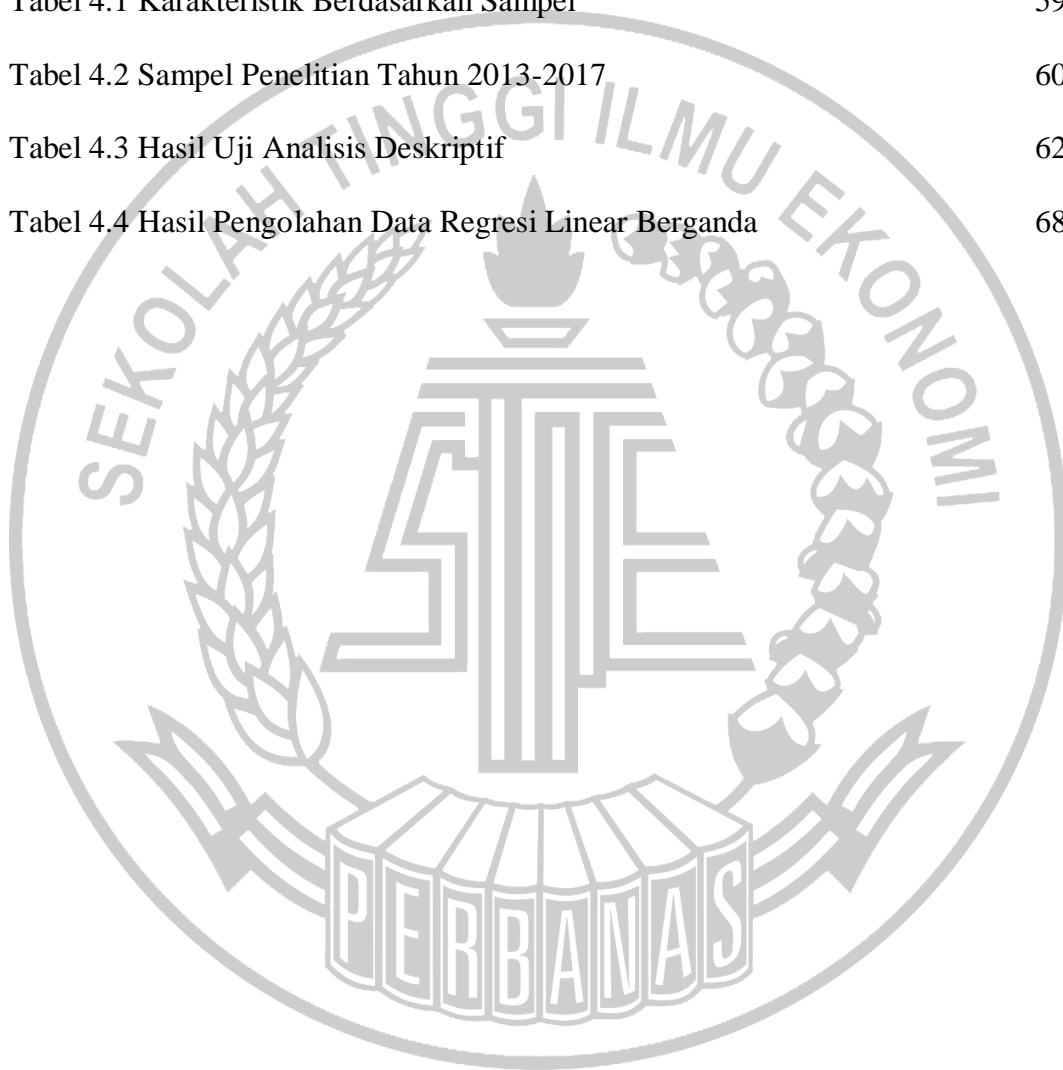 Tabel 4.1 Karakteristik Berdasarkan Sampel 59
Tabel 4.2 Sampel Penelitian Tahun 2013-2017 60
Tabel 4.3 Hasil Uji Analisis Deskriptif 62
Tabel 4.4 Hasil Pengolahan Data Regresi Linear Berganda 68
SEKOLAH TINGGI ILMU EKONOMI
STIE
PERBANAS